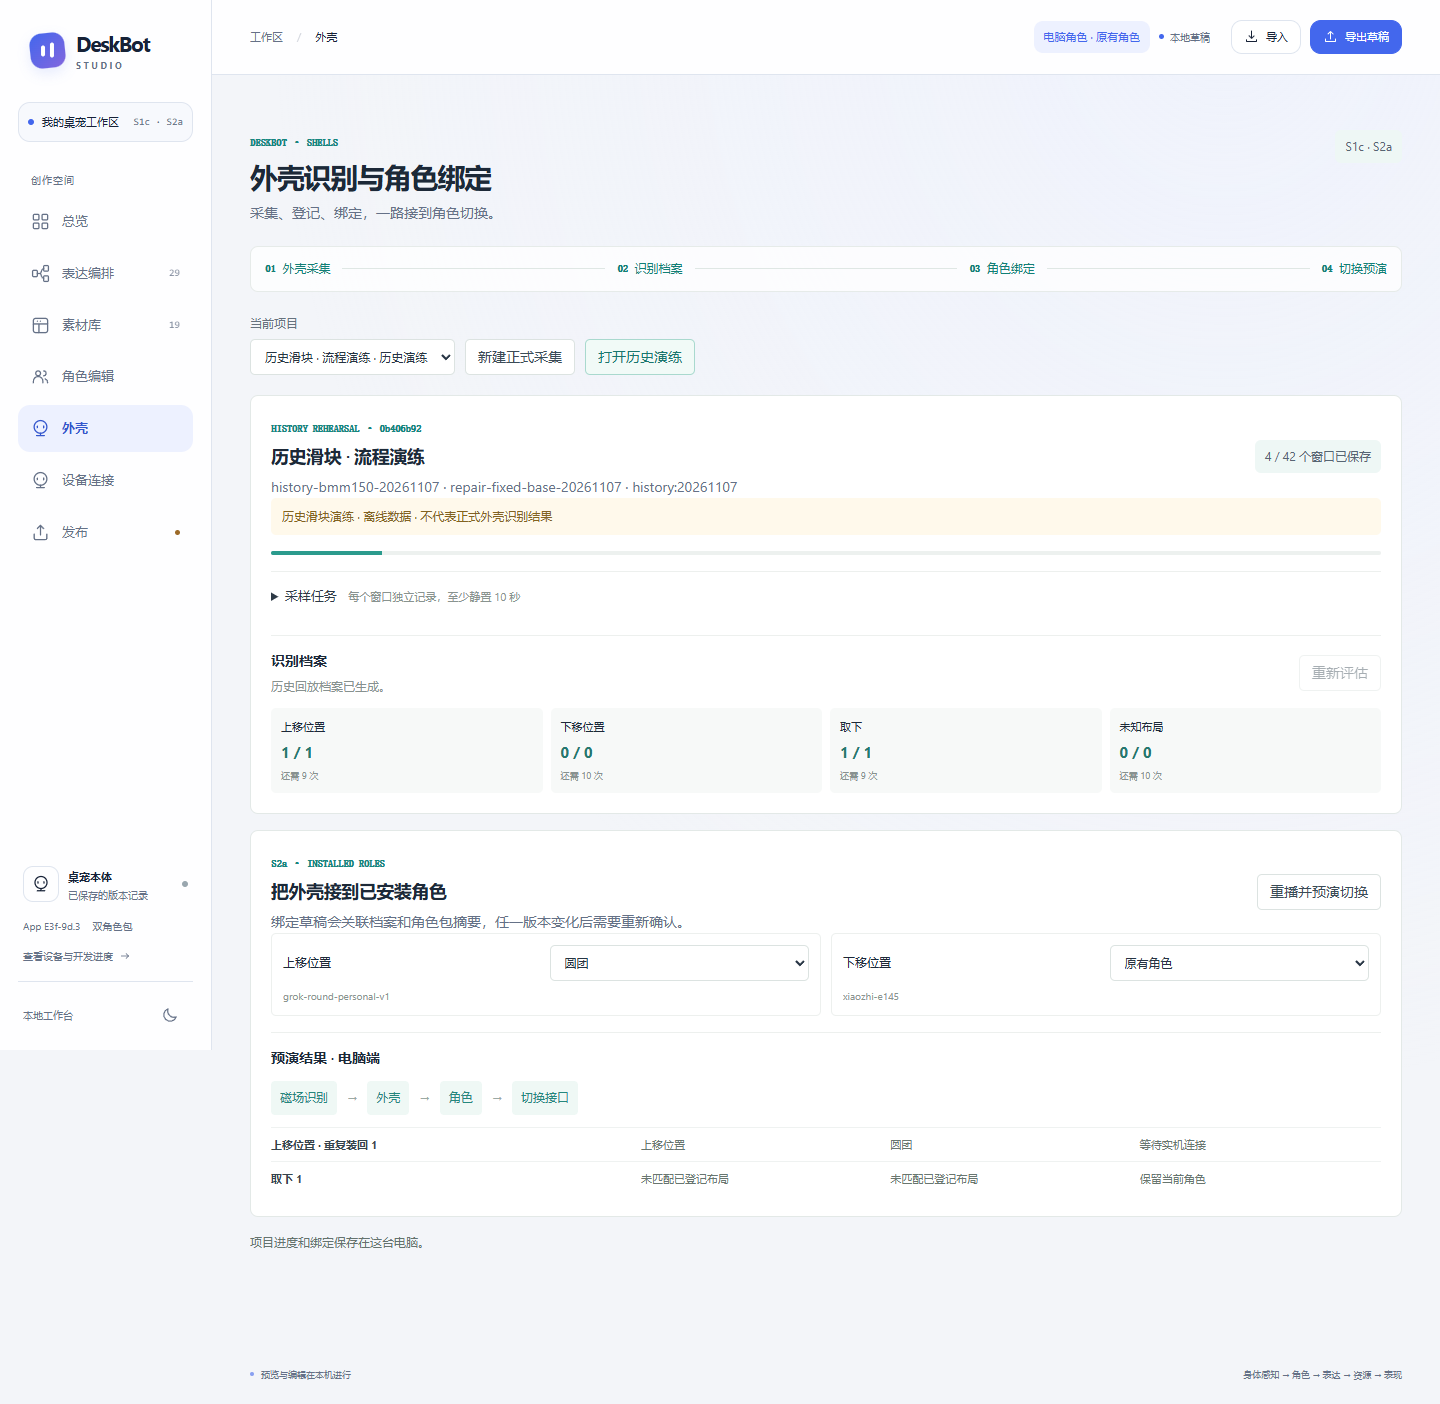 DeskBot
STUDIO
我的桌宠工作区 S1c · S2a
创作空间
总览
表达编排 29
素材库 19
角色编辑
外壳
设备连接
发布
桌宠本体
已保存的版本记录
App E3f-9d.3 双角色包
查看设备与开发进度 →
本地工作台
工作区 / 外壳
电脑角色 · 原有角色
本地草稿
导入
导出草稿
DESKBOT · SHELLS
外壳识别与角色绑定
采集、登记、绑定，一路接到角色切换。
S1c · S2a
01 外壳采集
02 识别档案
03 角色绑定
04 切换预演
当前项目
历史滑块 · 流程演练 · 历史演练
新建正式采集
打开历史演练
HISTORY REHEARSAL · 0b406b92
历史滑块 · 流程演练
4 / 42 个窗口已保存
history-bmm150-20261107 · repair-fixed-base-20261107 · history:20261107
历史滑块演练 · 离线数据 · 不代表正式外壳识别结果
▶ 采样任务 每个窗口独立记录，至少静置 10 秒
识别档案
历史回放档案已生成。
重新评估
上移位置
1 / 1
还需 9 次
下移位置
0 / 0
还需 10 次
取下
1 / 1
还需 9 次
未知布局
0 / 0
还需 10 次
S2a · INSTALLED ROLES
把外壳接到已安装角色
绑定草稿会关联档案和角色包摘要，任一版本变化后需要重新确认。
重播并预演切换
上移位置 圆团
grok-round-personal-v1
下移位置 原有角色
xiaozhi-e145
预演结果 · 电脑端
磁场识别 → 外壳 → 角色 → 切换接口
上移位置 · 重复装回 1 上移位置 圆团 等待实机连接
取下 1 未匹配已登记布局 未匹配已登记布局 保留当前角色
项目进度和绑定保存在这台电脑。
预览与编辑在本机进行
身体感知 → 角色 → 表达 → 资源 → 表现